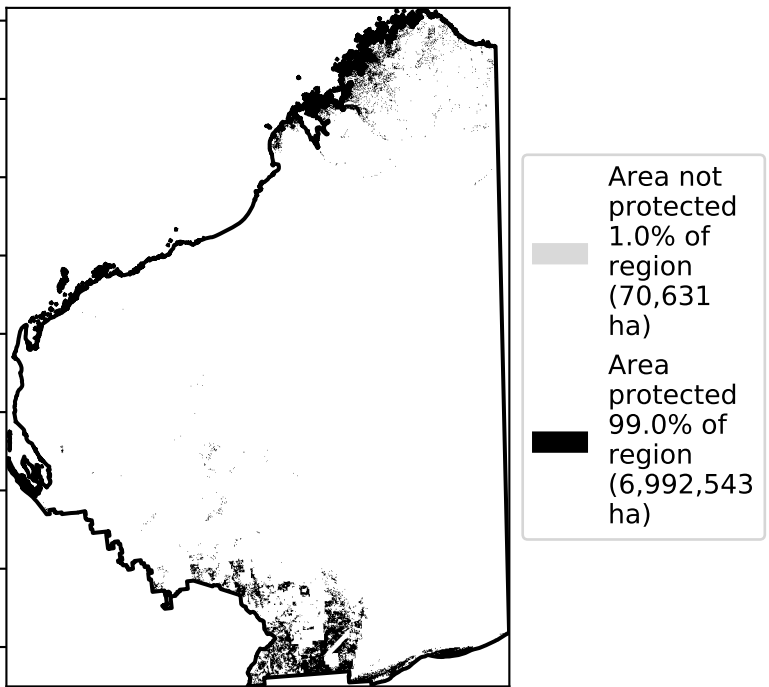 Area not
protected
1.0% of
region
(70,631
ha)
Area
protected
99.0% of
region
(6,992,543
ha)